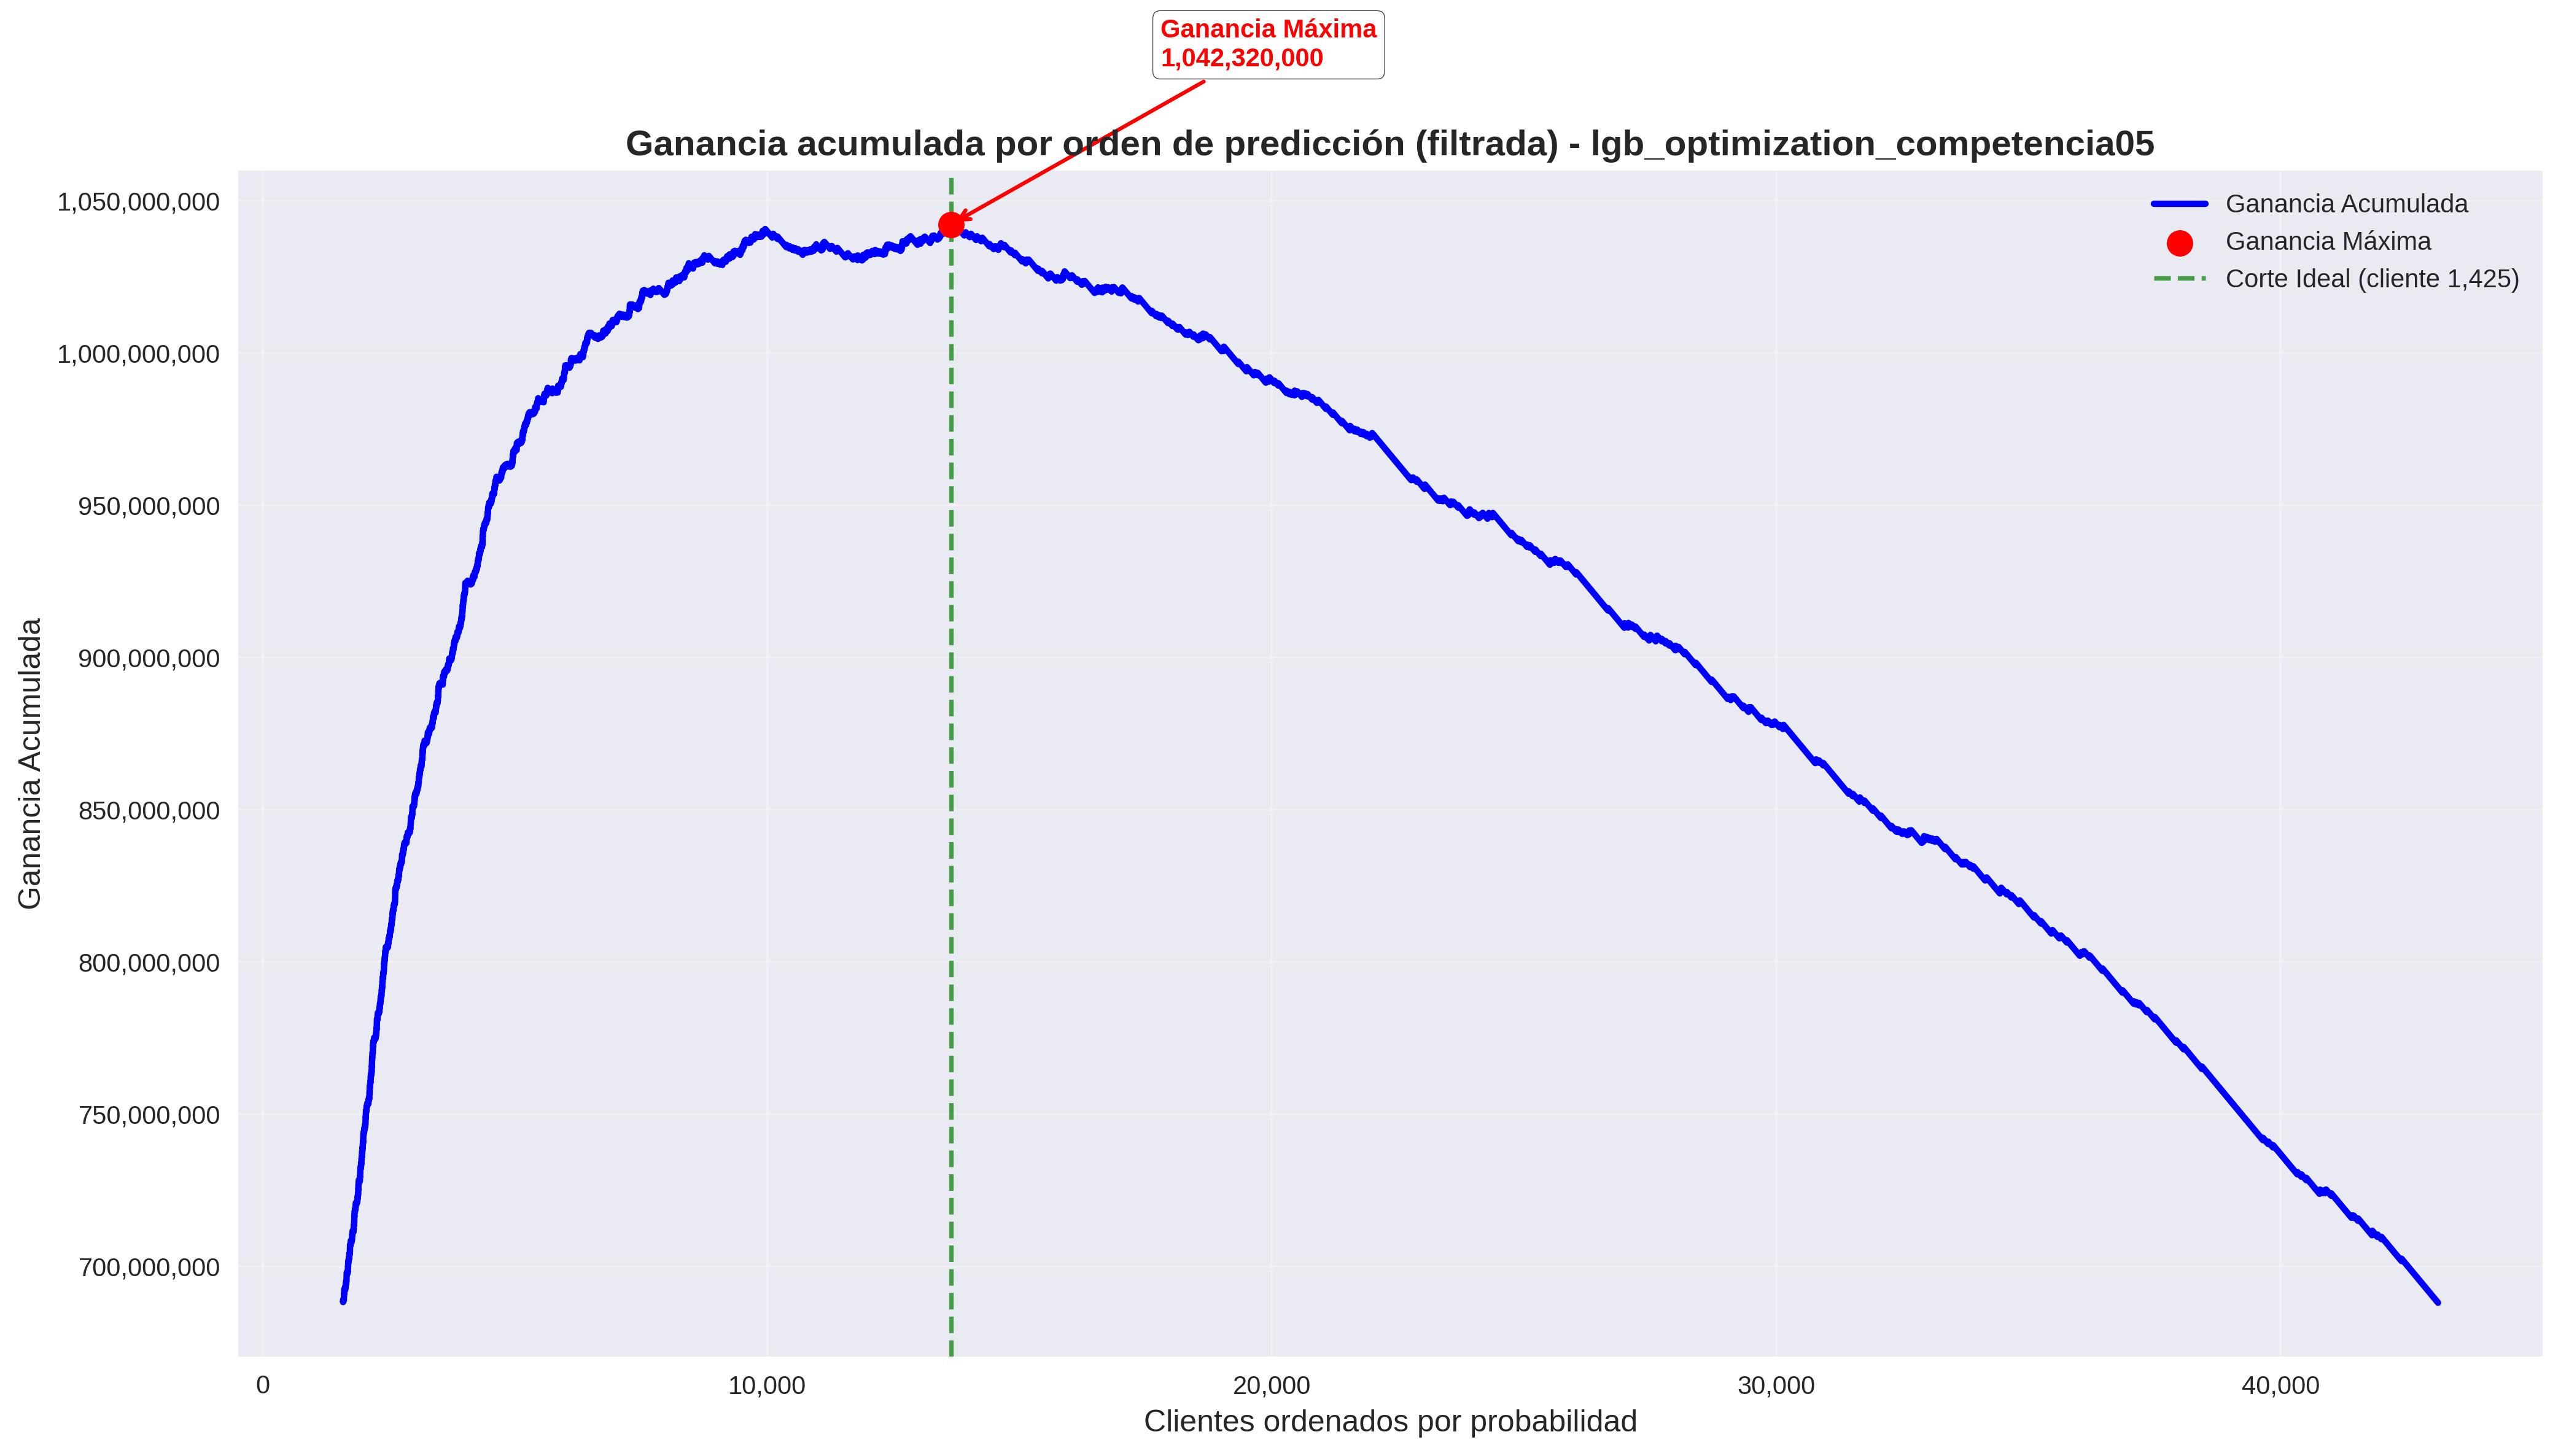 Ganancia Máxima
1,042,320,000
Ganancia acumulada por orden de predicción (filtrada) - lgb_optimization_competencia05
Ganancia Acumulada
Ganancia Máxima
Corte Ideal (cliente 1,425)
1,050,000,000
1,000,000,000
950,000,000
900,000,000
850,000,000
800,000,000
750,000,000
700,000,000
Ganancia Acumulada
0
10,000
20,000
30,000
40,000
Clientes ordenados por probabilidad